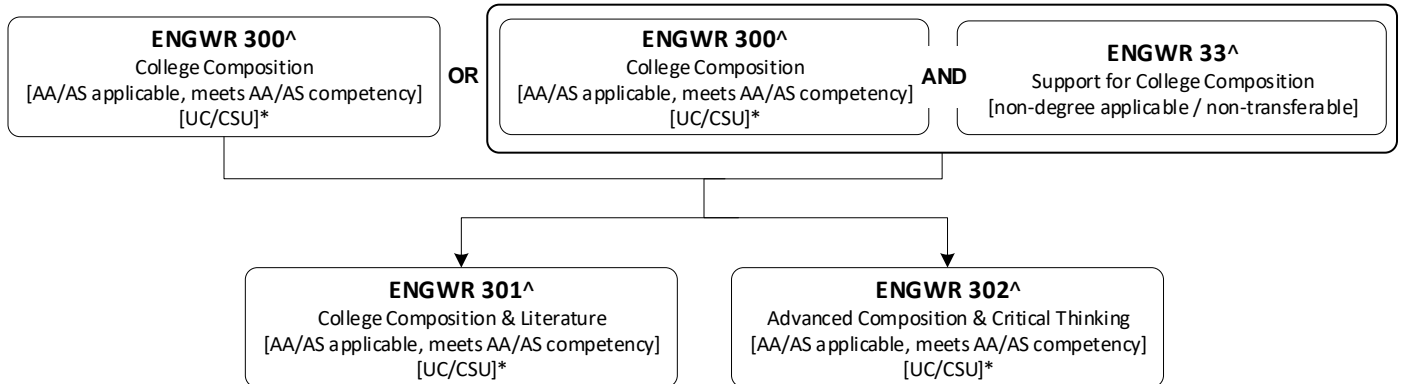 ENGWR 300^
College Composition
[AA/AS applicable, meets AA/AS competency]
[UC/CSU]*
OR
ENGWR 300^
College Composition
[AA/AS applicable, meets AA/AS competency]
[UC/CSU]*
AND
ENGWR 33^
Support for College Composition
[non-degree applicable / non-transferable]
ENGWR 301^
College Composition & Literature
[AA/AS applicable, meets AA/AS competency]
[UC/CSU]*
ENGWR 302^
Advanced Composition & Critical Thinking
[AA/AS applicable, meets AA/AS competency]
[UC/CSU]*